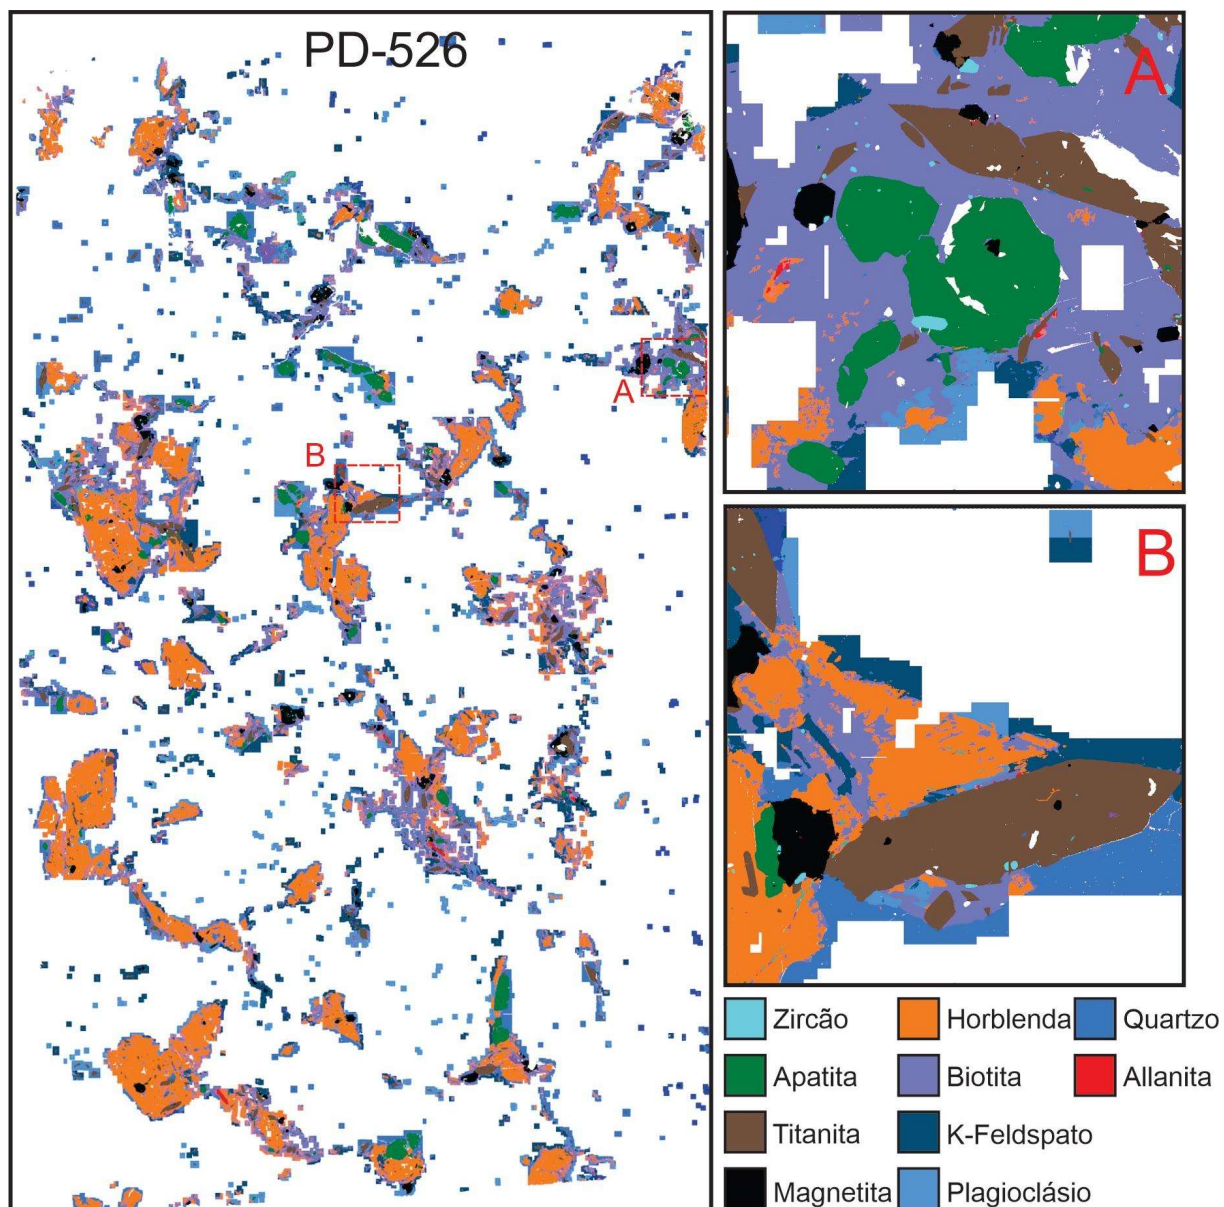 PD-526
A
A
B
B
Zircão
Horblenda
Quartzo
Apatita
Biotita
Allanita
Titanita
K-Feldspato
Magnetita
Plagioclásio